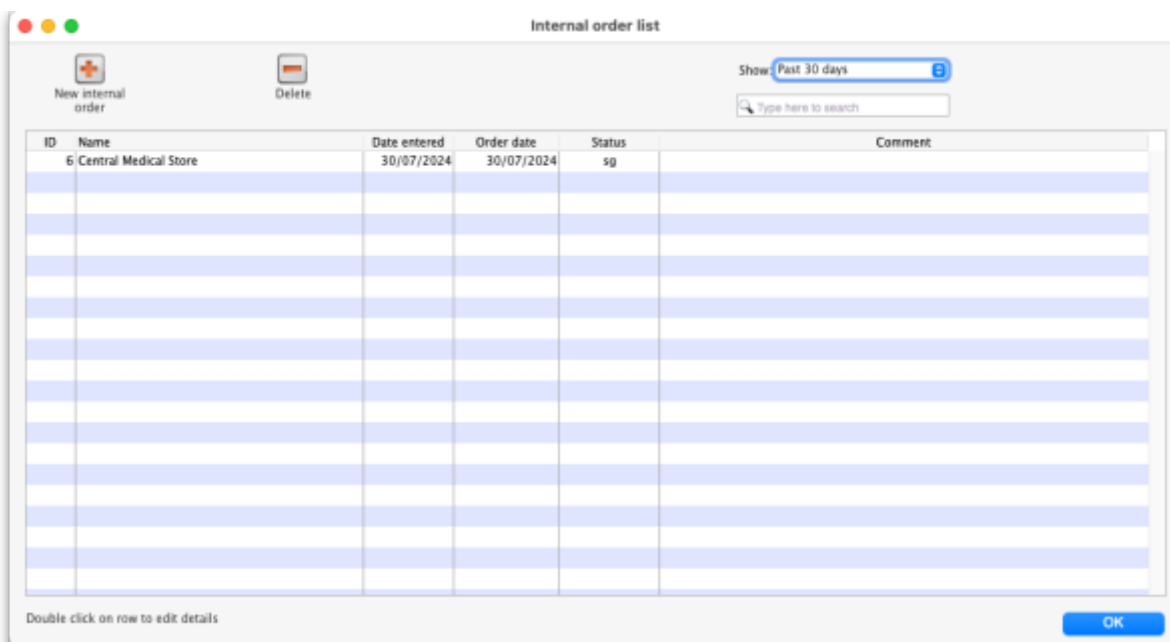 Internal order list
New internal
order
Delete
Show: Past 30 days
Type here to search
ID Name Date entered Order date Status Comment
6 Central Medical Store 30/07/2024 30/07/2024 sg
Double click on row to edit details
OK